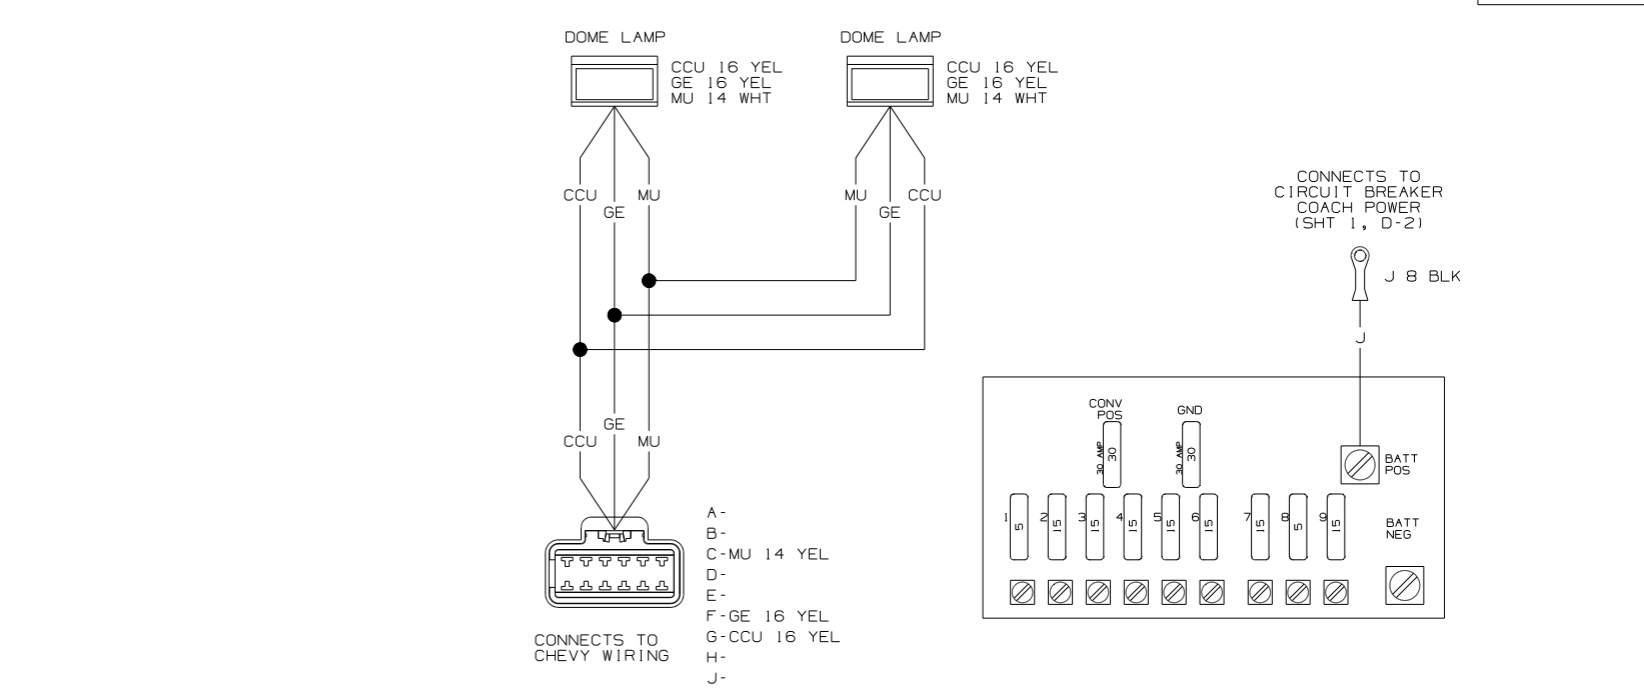 DOME LAMP
CCU 16 YEL
GE 16 YEL
MU 14 WHT
DOME LAMP
CCU 16 YEL
GE 16 YEL
MU 14 WHT
CCU
GE
MU
MU
GE
CCU
CCU
GE
MU
A-
B-
C-MU 14 YEL
D-
E-
F-GE 16 YEL
G-CCU 16 YEL
H-
J-
CONNECTS TO
CHEVY WIRING
CONNECTS TO
CIRCUIT BREAKER
COACH POWER
(SHT 1, D-2)
J 8 BLK
J
CONV
POS
30 AMP
30
GND
30 AMP
30
BATT
POS
1
5
2
15
3
15
4
15
5
15
6
15
7
15
8
5
9
15
BATT
NEG